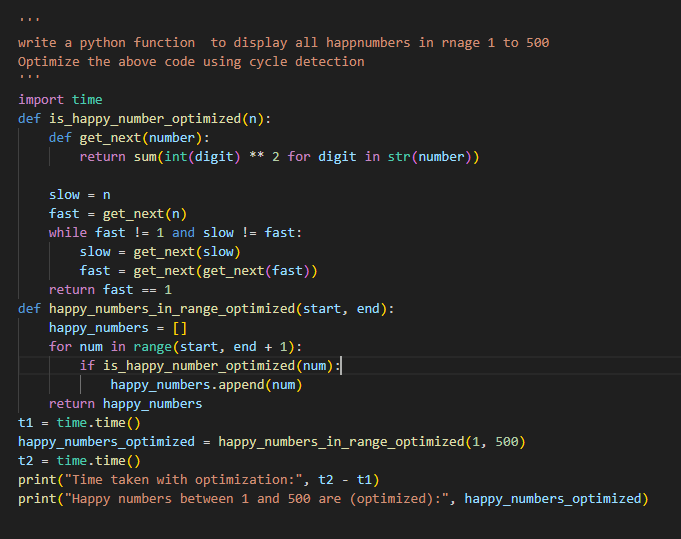 '''
write a python function  to display all happnumbers in rnage 1 to 500
Optimize the above code using cycle detection
'''
import time
def is_happy_number_optimized(n):
    def get_next(number):
        return sum(int(digit) ** 2 for digit in str(number))

    slow = n
    fast = get_next(n)
    while fast != 1 and slow != fast:
        slow = get_next(slow)
        fast = get_next(get_next(fast))
    return fast == 1
def happy_numbers_in_range_optimized(start, end):
    happy_numbers = []
    for num in range(start, end + 1):
        if is_happy_number_optimized(num):
            happy_numbers.append(num)
    return happy_numbers
t1 = time.time()
happy_numbers_optimized = happy_numbers_in_range_optimized(1, 500)
t2 = time.time()
print("Time taken with optimization:", t2 - t1)
print("Happy numbers between 1 and 500 are (optimized):", happy_numbers_optimized)